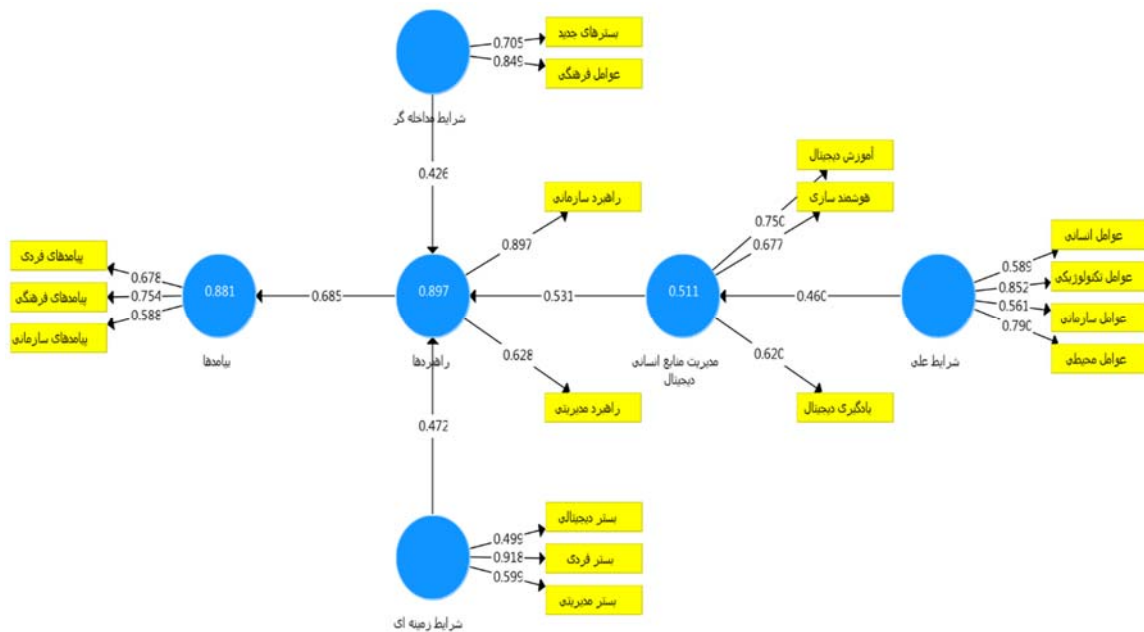 بسترهای جدید
0.705
0.849
عوامل فرهنگی
شرایط مداخله گر
0.426
آموزش دیجیتال
هوشمند سازی
0.750
0.677
راهبرد سازمانی
0.897
عوامل انسانی
عوامل تکنولوژیکی
عوامل سازمانی
عوامل محیطی
0.589
0.852
0.561
0.790
شرایط علی
0.460
0.511
مدیریت منابع انسانی
دیجیتال
0.620
یادگیری دیجیتال
0.531
0.897
راهبردها
0.628
راهبرد مدیریتی
0.685
0.881
پیامدها
پیامدهای فردی
پیامدهای فرهنگی
پیامدهای سازمانی
0.678
0.754
0.588
0.472
بستر دیجیتالی
بستر فردی
بستر مدیریتی
0.499
0.918
0.599
شرایط زمینه ای